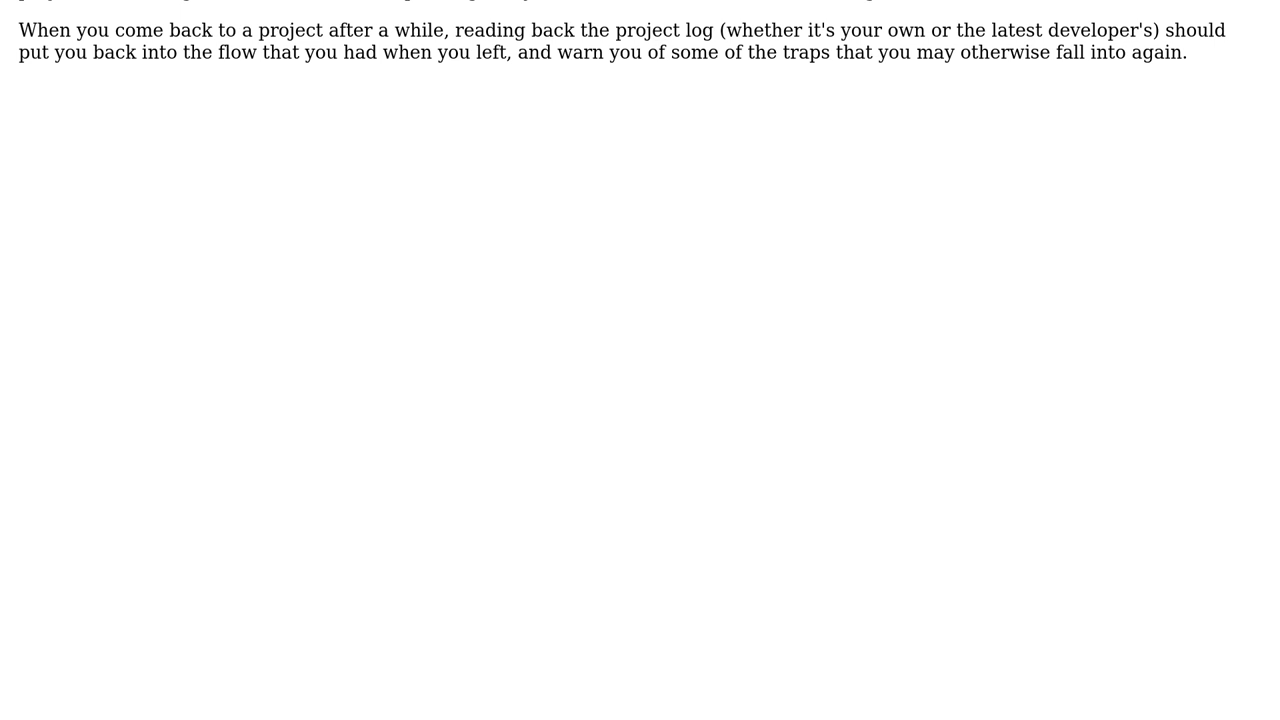 When you come back to a project after a while, reading back the project log (whether it's your own or the latest developer's) should
put you back into the flow that you had when you left, and warn you of some of the traps that you may otherwise fall into again.